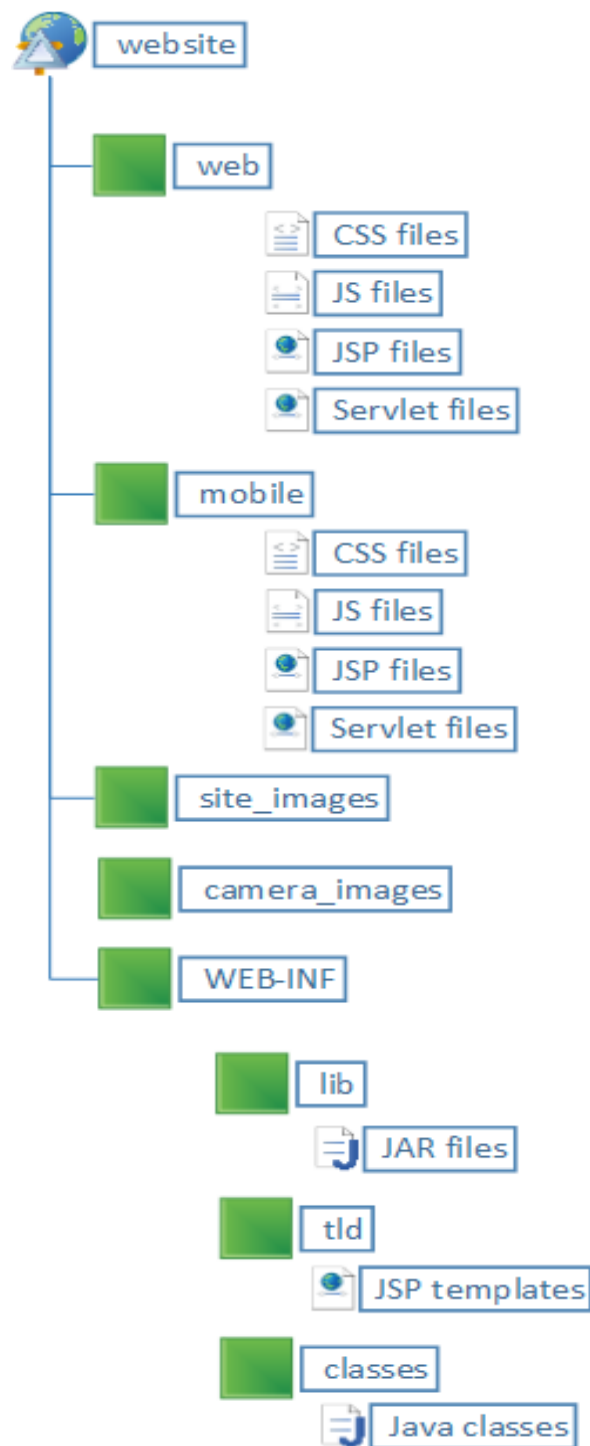 website
web
CSS files
JS files
JSP files
Servlet files
mobile
CSS files
JS files
JSP files
Servlet files
site_images
camera_images
WEB-INF
lib
JAR files
tld
JSP templates
classes
Java classes